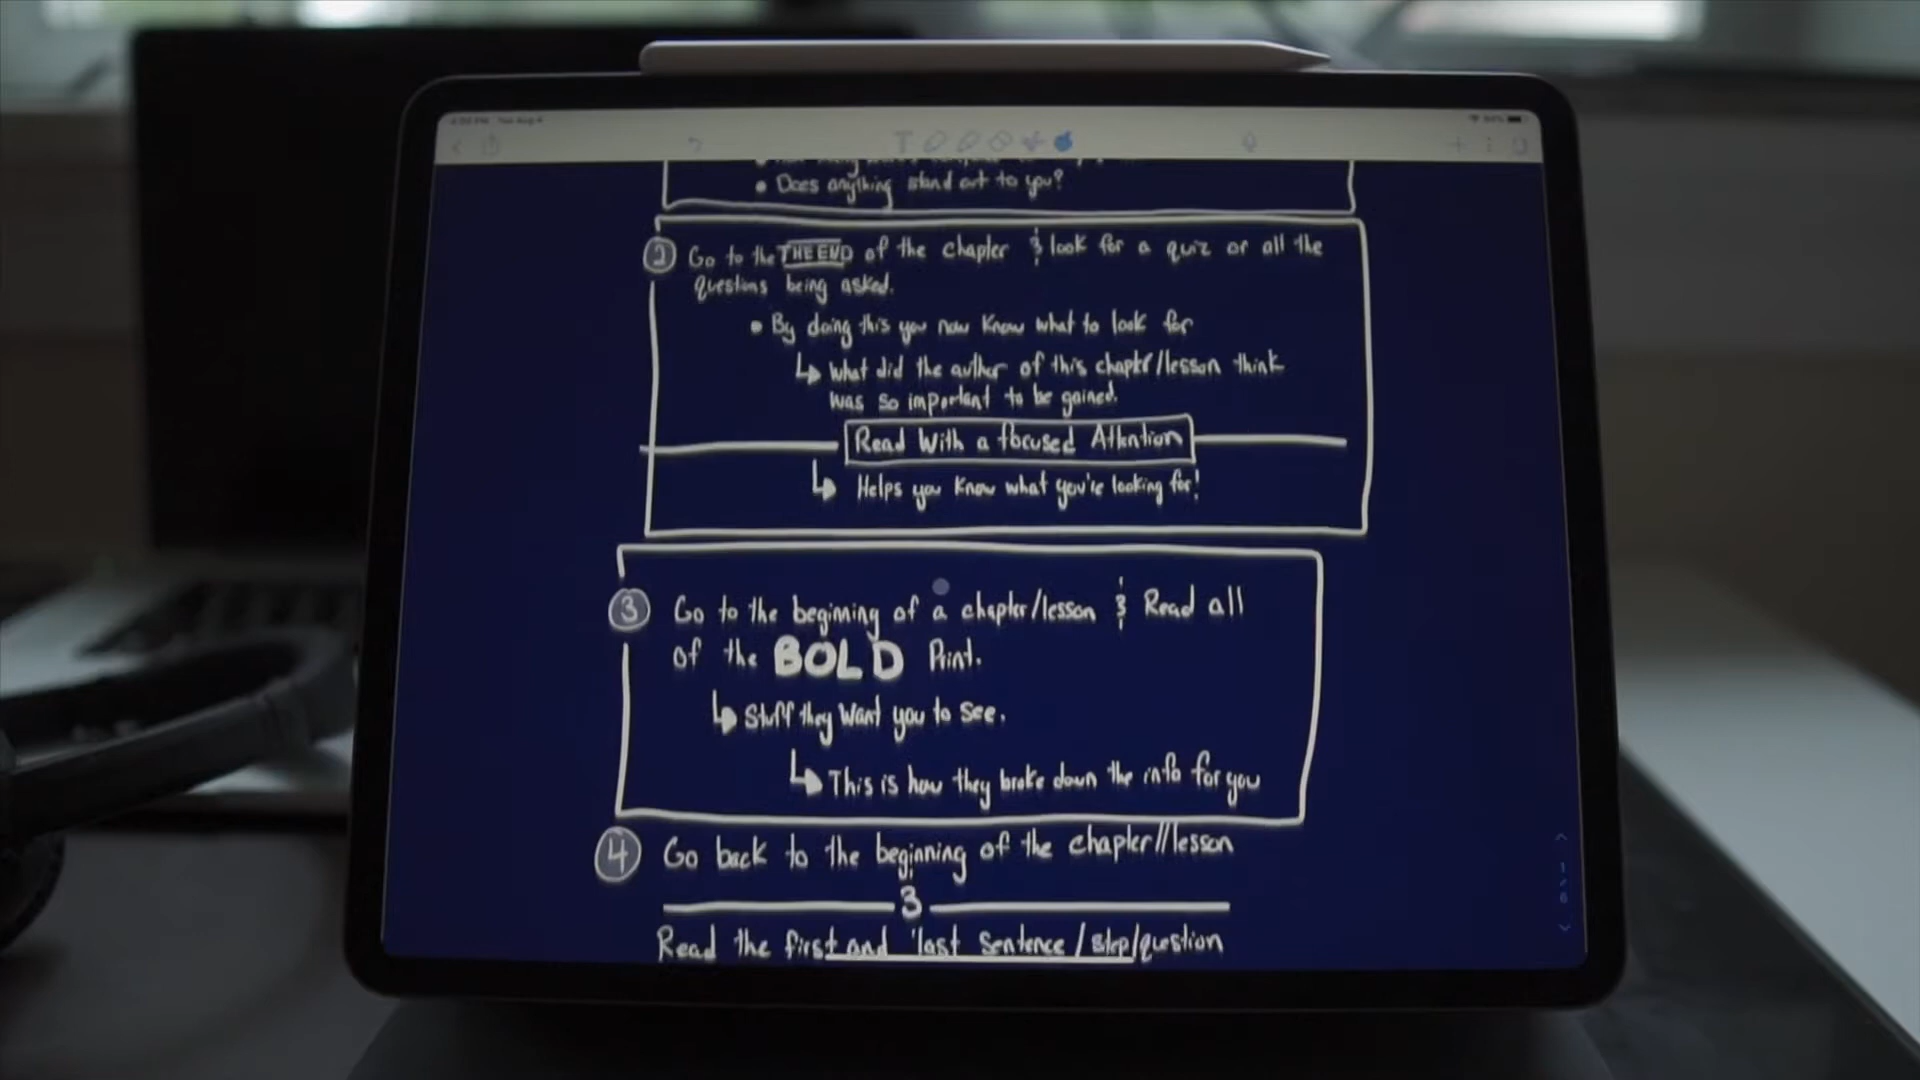 • Does anything stand out to you?
2 Go to the THE END of the chapter & look for a quiz or all the
questions being asked.
• By doing this you now know what to look for
↳ What did the author of this chapter/lesson think
was so important to be gained.
Read With a focused Attention
↳ Helps you know what you're looking for!
3 Go to the beginning of a chapter/lesson & Read all
of the BOLD Print.
↳ Stuff they want you to see.
↳ This is how they broke down the info for you
4 Go back to the beginning of the chapter//lesson
&
Read the first and last sentence/step/question